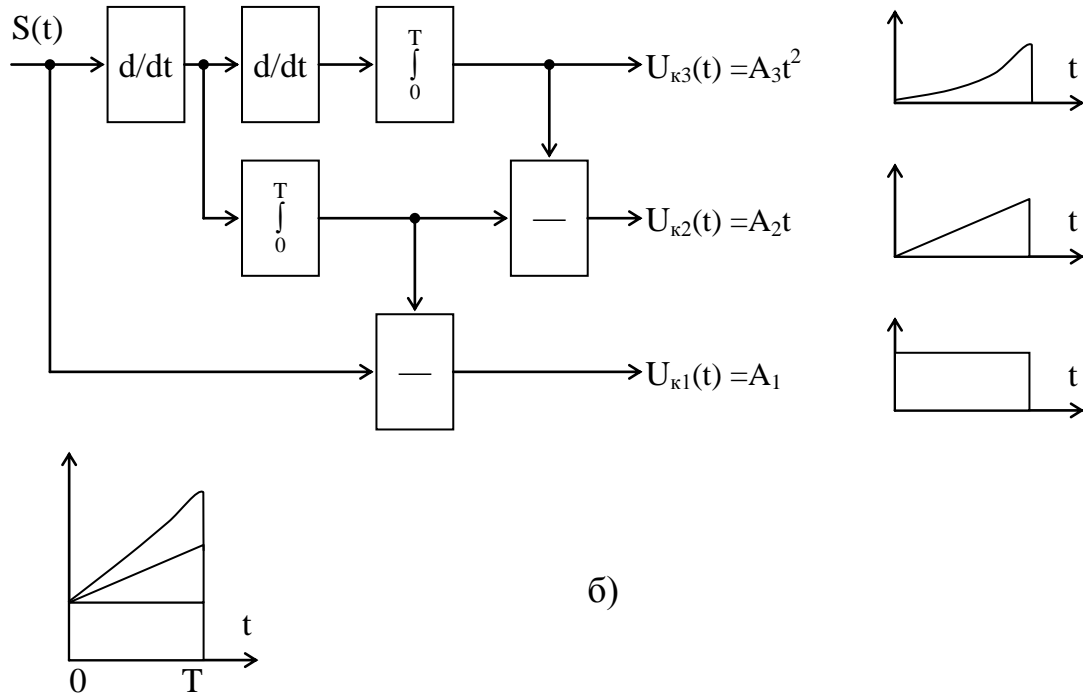 S(t)
d/dt
d/dt
T
∫
0
Uк3(t) =A3t²
t
T
∫
0
—
Uк2(t) =A2t
t
—
Uк1(t) =A1
t
б)
t
0 T